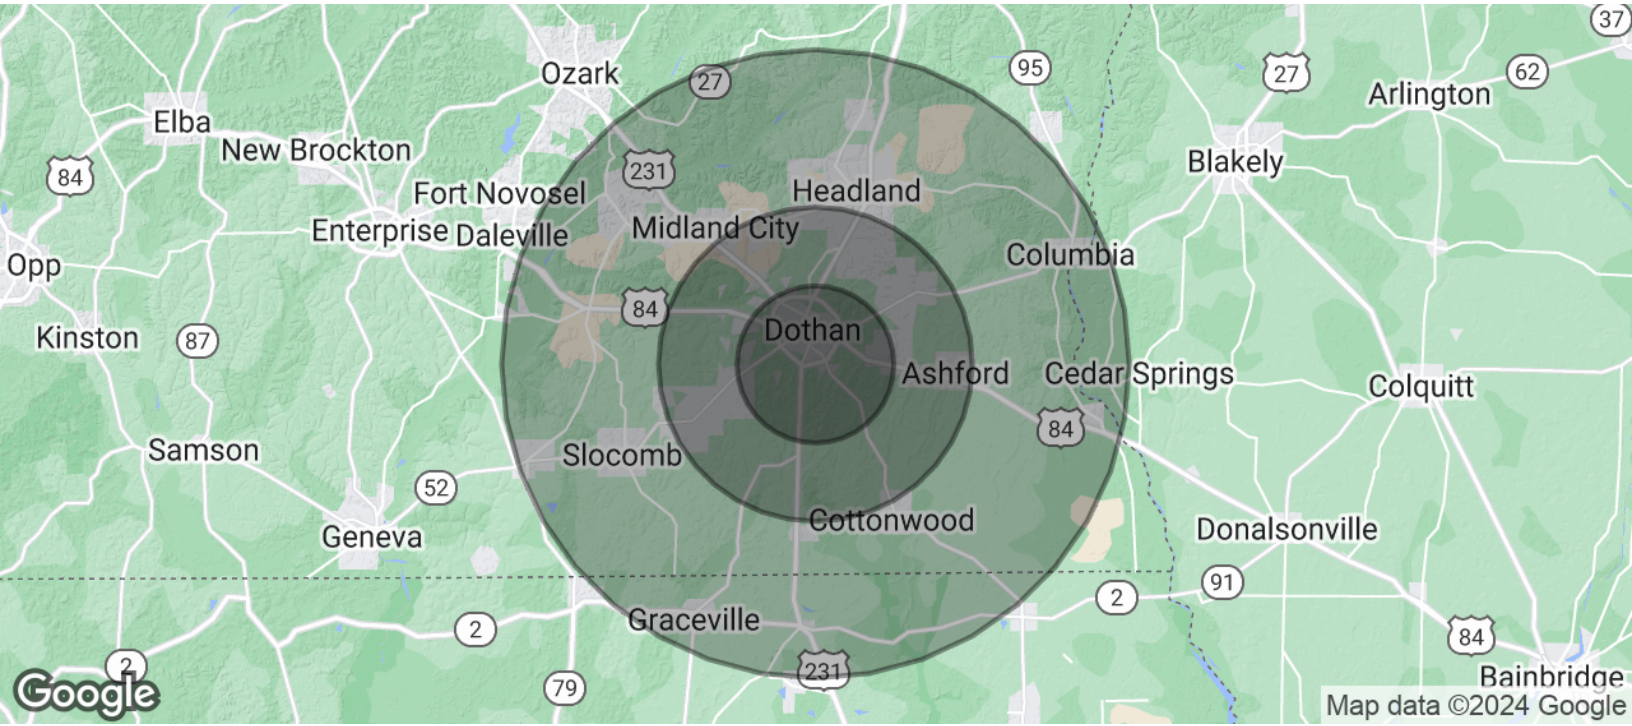 37
Ozark
95
27
27
62
Arlington
Elba
New Brockton
Blakely
84
231
Fort Novosel
Headland
Enterprise
Daleville
Midland City
Columbia
Opp
84
Dothan
Kinston
87
Ashford
Cedar Springs
Colquitt
84
Samson
Slocomb
52
Cottonwood
Geneva
Donalsonville
91
2
Graceville
2
84
2
231
Bainbridge
79
Google
Map data ©2024 Google